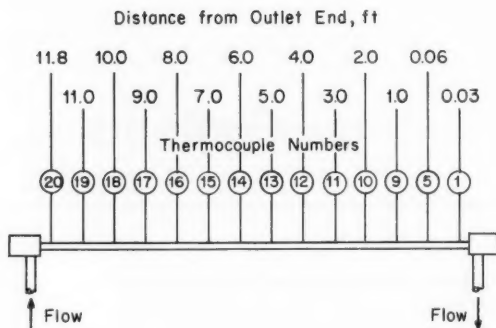 Distance from Outlet End, ft
11.8 10.0 8.0 6.0 4.0 2.0 0.06
11.0 9.0 7.0 5.0 3.0 1.0 0.03
Thermocouple Numbers
20 19 18 17 16 15 14 13 12 11 10 9 5 1
Flow Flow